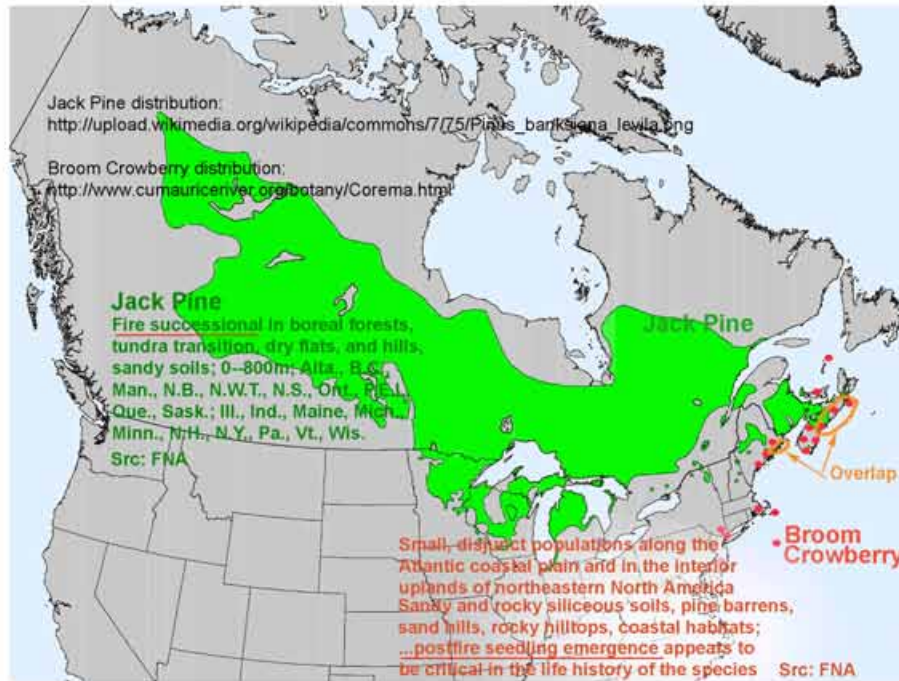 Jack Pine distribution:
http://upload.wikimedia.org/wikipedia/commons/7/75/Pinus_banksiana_levila.png
Broom Crowberry distribution:
http://www.cumauriceriver.org/botany/Corema.html
Jack Pine
Fire successional in boreal forests,
tundra transition, dry flats, and hills,
sandy soils; 0--800m; Alta., B.C.,
Man., N.B., N.W.T., N.S., Ont., P.E.I.,
Que., Sask.; Ill., Ind., Maine, Mich.,
Minn., N.H., N.Y., Pa., Vt., Wis.
Src: FNA
Jack Pine
Overlap
Broom
Crowberry
Small, disjunct populations along the
Atlantic coastal plain and in the interior
uplands of northeastern North America
Sandy and rocky siliceous soils, pine barrens,
sand hills, rocky hilltops, coastal habitats;
...postfire seedling emergence appears to
be critical in the life history of the species Src: FNA